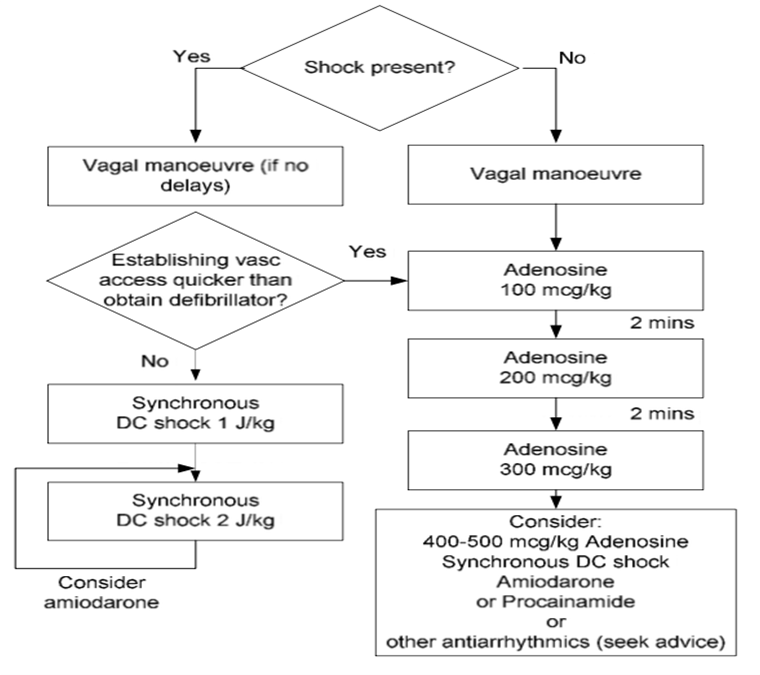 Shock present?
Yes
No
Vagal manoeuvre (if no
delays)
Vagal manoeuvre
Establishing vasc
access quicker than
obtain defibrillator?
Yes
No
Adenosine
100 mcg/kg
2 mins
Adenosine
200 mcg/kg
2 mins
Adenosine
300 mcg/kg
Synchronous
DC shock 1 J/kg
Synchronous
DC shock 2 J/kg
Consider
amiodarone
Consider:
400-500 mcg/kg Adenosine
Synchronous DC shock
Amiodarone
or Procainamide
or
other antiarrhythmics (seek advice)